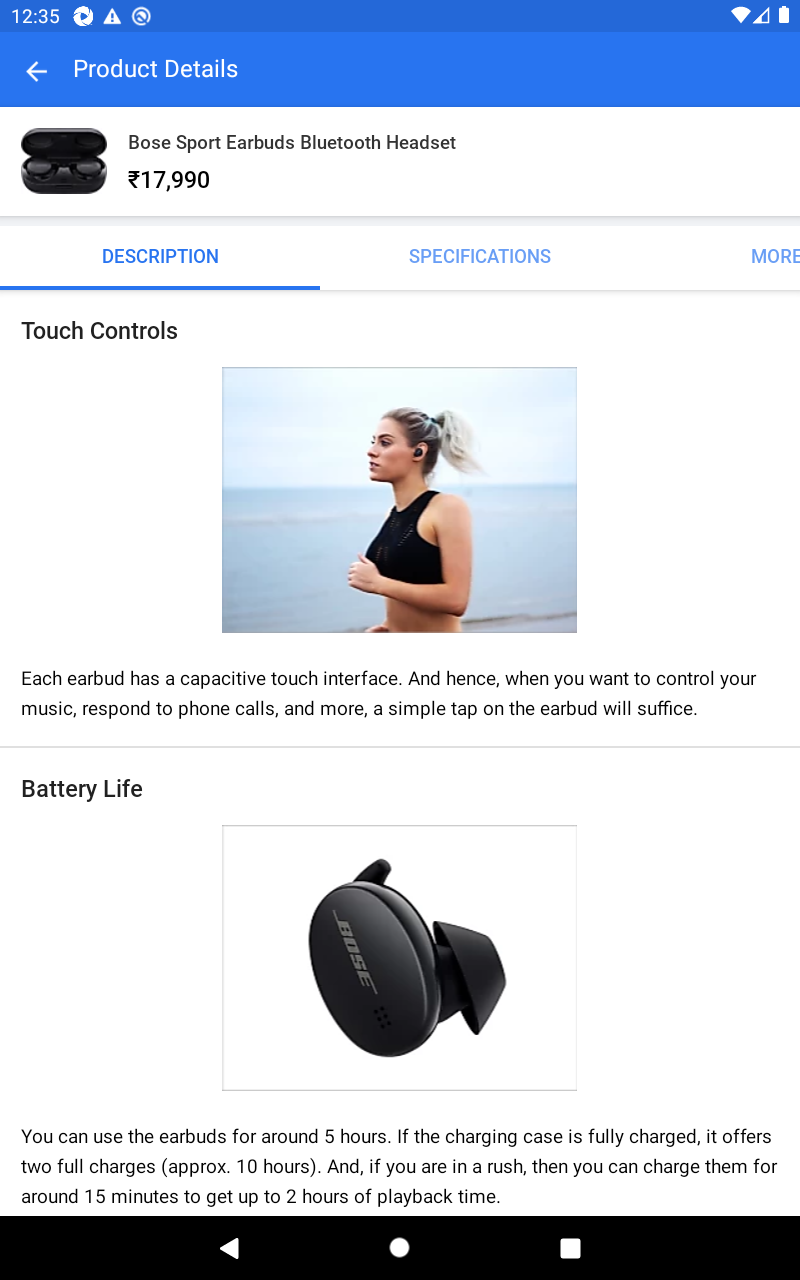 12:35
Product Details
Bose Sport Earbuds Bluetooth Headset
₹17,990
DESCRIPTION
SPECIFICATIONS
MORE
Touch Controls
Each earbud has a capacitive touch interface. And hence, when you want to control your
music, respond to phone calls, and more, a simple tap on the earbud will suffice.
Battery Life
BOSE
You can use the earbuds for around 5 hours. If the charging case is fully charged, it offers
two full charges (approx. 10 hours). And, if you are in a rush, then you can charge them for
around 15 minutes to get up to 2 hours of playback time.